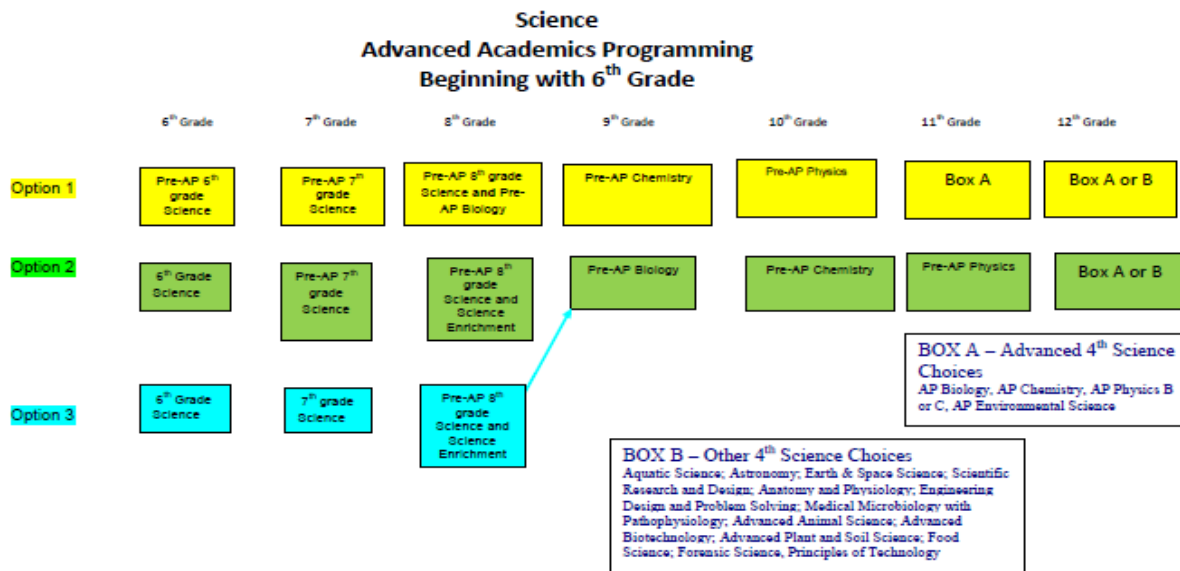 Science
Advanced Academics Programming
Beginning with 6th Grade
6th Grade
7th Grade
8th Grade
9th Grade
10th Grade
11th Grade
12th Grade
Option 1
Pre-AP 6th
grade
Science
Pre-AP 7th
grade
Science
Pre-AP 8th grade
Science and Pre-
AP Biology
Pre-AP Chemistry
Pre-AP Physics
Box A
Box A or B
Option 2
6th Grade
Science
Pre-AP 7th
grade
Science
Pre-AP 8th
grade
Science and
Science
Enrichment
Pre-AP Biology
Pre-AP Chemistry
Pre-AP Physics
Box A or B
Option 3
6th Grade
Science
7th grade
Science
Pre-AP 8th
grade
Science and
Science
Enrichment
BOX A – Advanced 4th Science
Choices
AP Biology, AP Chemistry, AP Physics B
or C, AP Environmental Science
BOX B – Other 4th Science Choices
Aquatic Science; Astronomy; Earth & Space Science; Scientific
Research and Design; Anatomy and Physiology; Engineering
Design and Problem Solving; Medical Microbiology with
Pathophysiology; Advanced Animal Science; Advanced
Biotechnology; Advanced Plant and Soil Science; Food
Science; Forensic Science, Principles of Technology